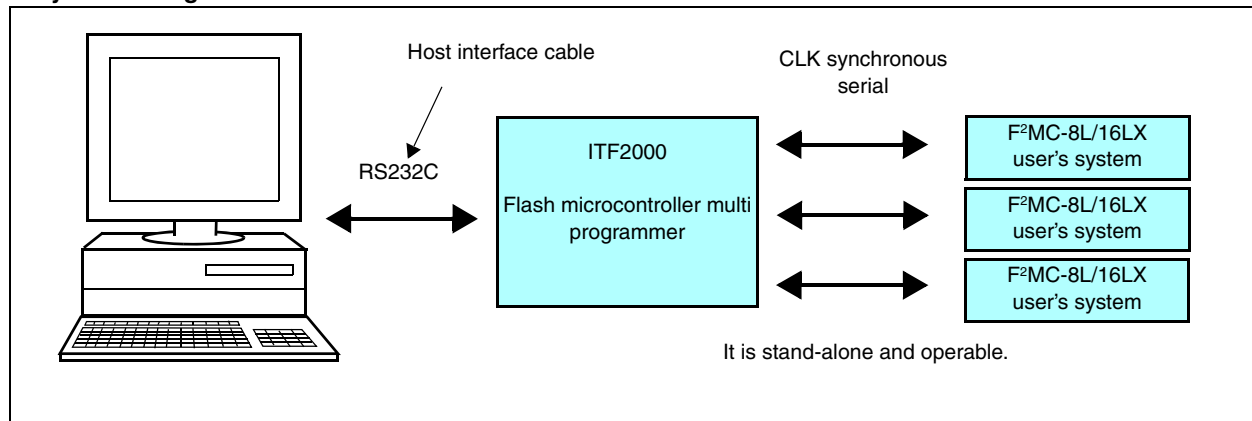 Host interface cable
CLK synchronous
serial
RS232C
ITF2000
Flash microcontroller multi
programmer
F²MC-8L/16LX
user's system
F²MC-8L/16LX
user's system
F²MC-8L/16LX
user's system
It is stand-alone and operable.